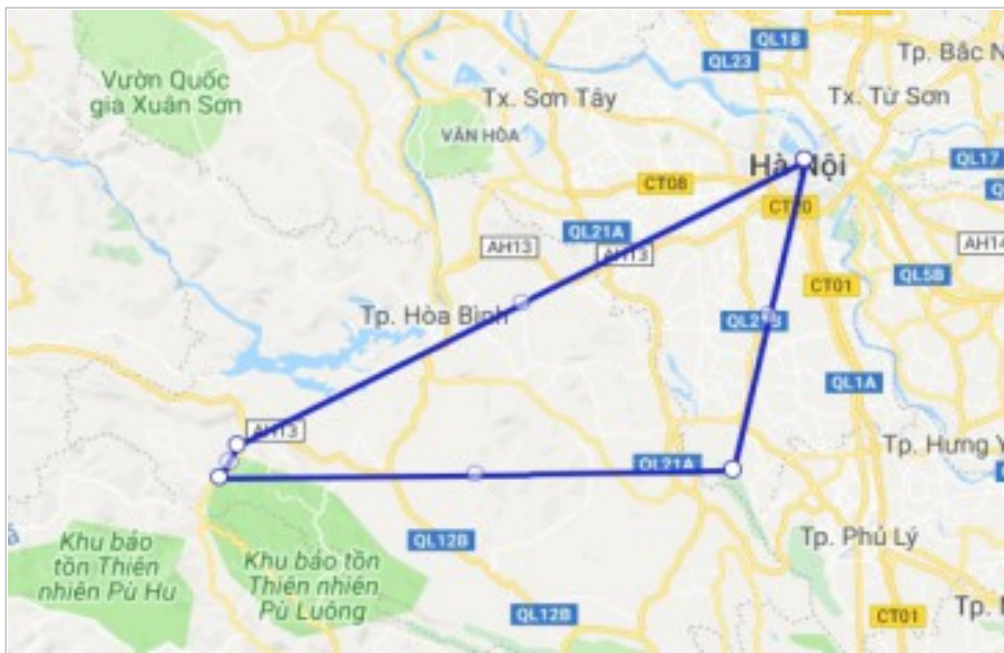 QL18
QL23
Tp. Bắc N
Vườn Quốc
gia Xuân Sơn
Tx. Sơn Tây
Tx. Từ Sơn
VÂN HÒA
Hà Nội
QL17
CT08
CT20
QL21A
AH13
AH13
AH14
QL5B
CT01
Tp. Hòa Bình
QL21B
QL1A
AH13
Tp. Hưng Y
QL21A
Khu bảo
tồn Thiên
nhiên Pù Hu
QL12B
Tp. Phủ Lý
Khu bảo tồn
Thiên nhiên
Pù Luông
QL12B
CT01
Tp.